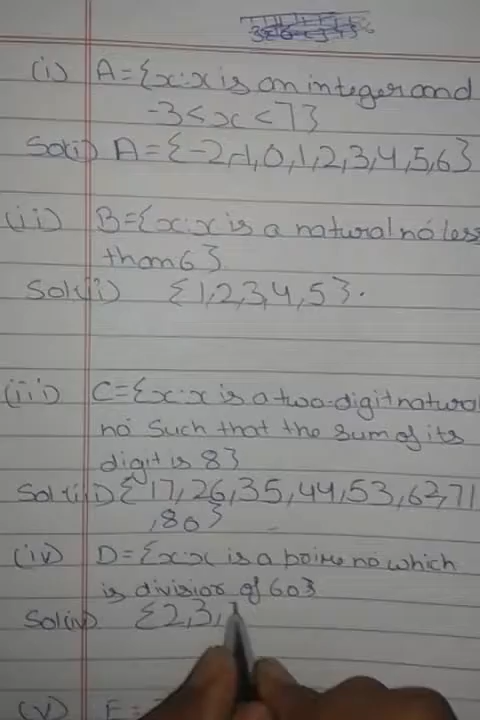 (i) A={x:x is an integer and
-3<x<7}
Sol(i) A={-2,-1,0,1,2,3,4,5,6}
(ii) B={x:x is a natural no less
than 6}
Sol(ii) {1,2,3,4,5}.
(iii) C={x:x is a two-digit natural
no such that the sum of its
digit is 8}
{17,26,35,44,53,62,71
,80}
(iv) D={x:x is a prime no which
is divisior of 60}
Sol(iv) {2,3,
(v) E=